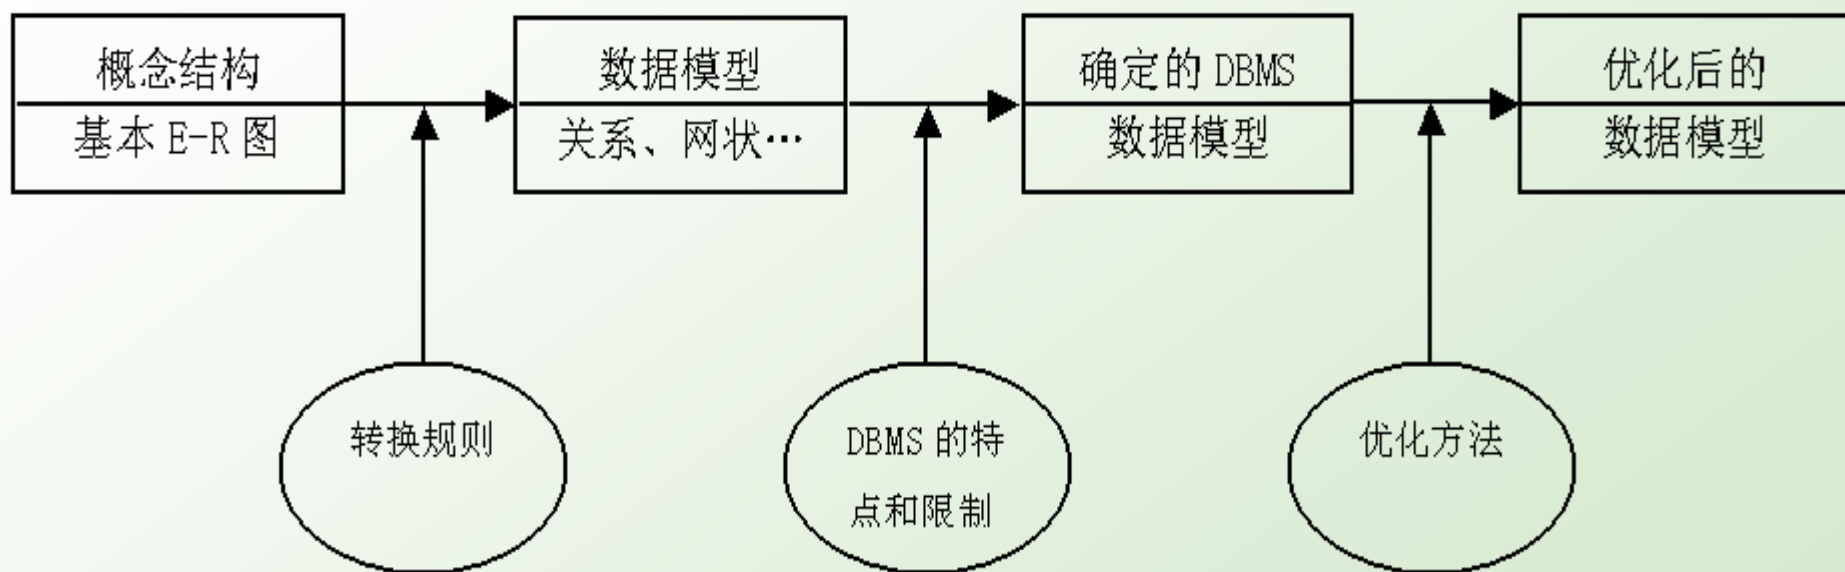 概念结构
基本 E-R 图
数据模型
关系、网状…
确定的 DBMS
数据模型
优化后的
数据模型
转换规则
DBMS 的特
点和限制
优化方法